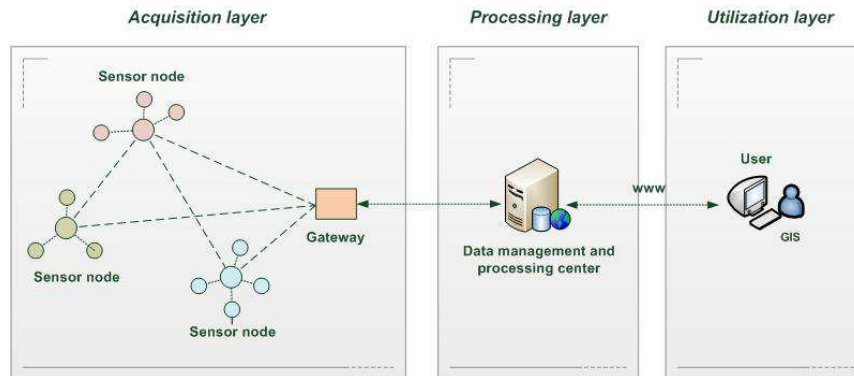 Acquisition layer
Processing layer
Utilization layer
Sensor node
User
www
Gateway
GIS
Data management and
processing center
Sensor node
Sensor node